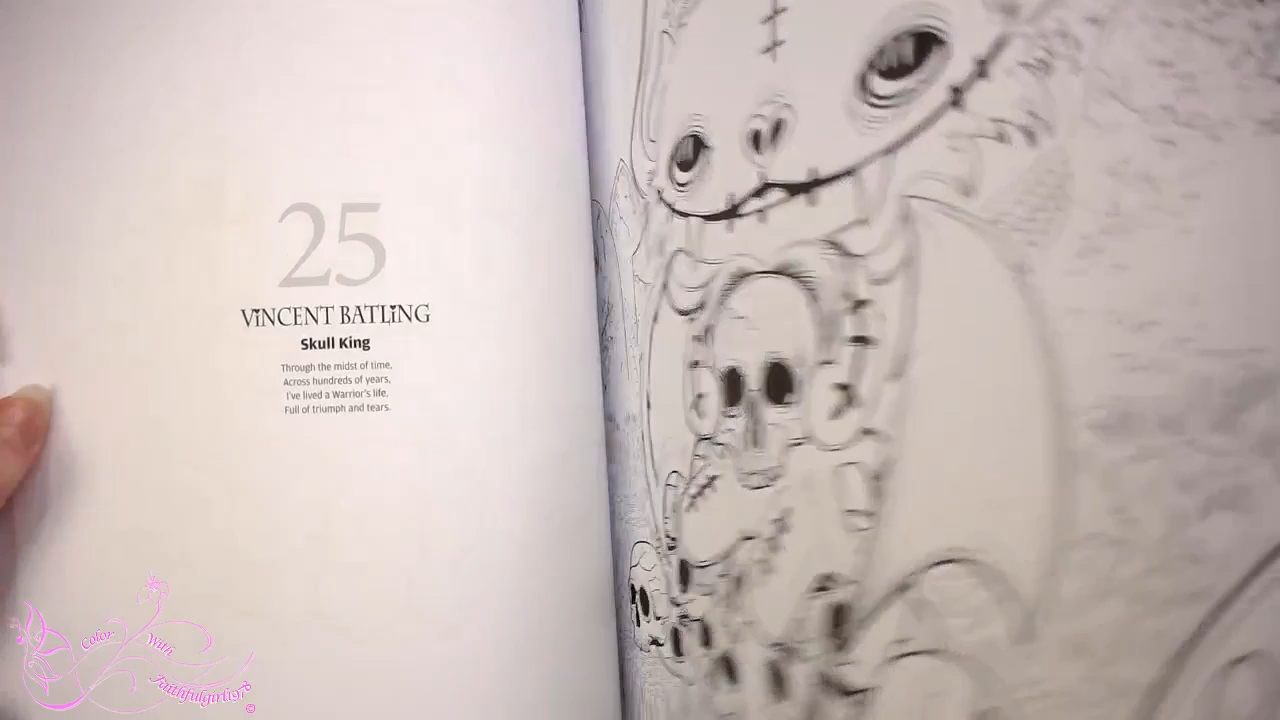 25
ViNCENT BATLiNG
Skull King
Through the midst of time,
Across hundreds of years,
I've lived a Warrior's life,
Full of triumph and tears.
Color With
Faithfulgirl1978
©